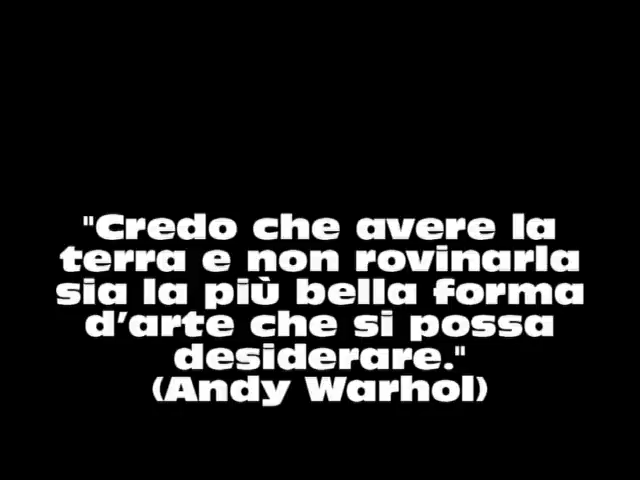 "Credo che avere la
terra e non rovinarla
sia la più bella forma
d'arte che si possa
desiderare."
(Andy Warhol)